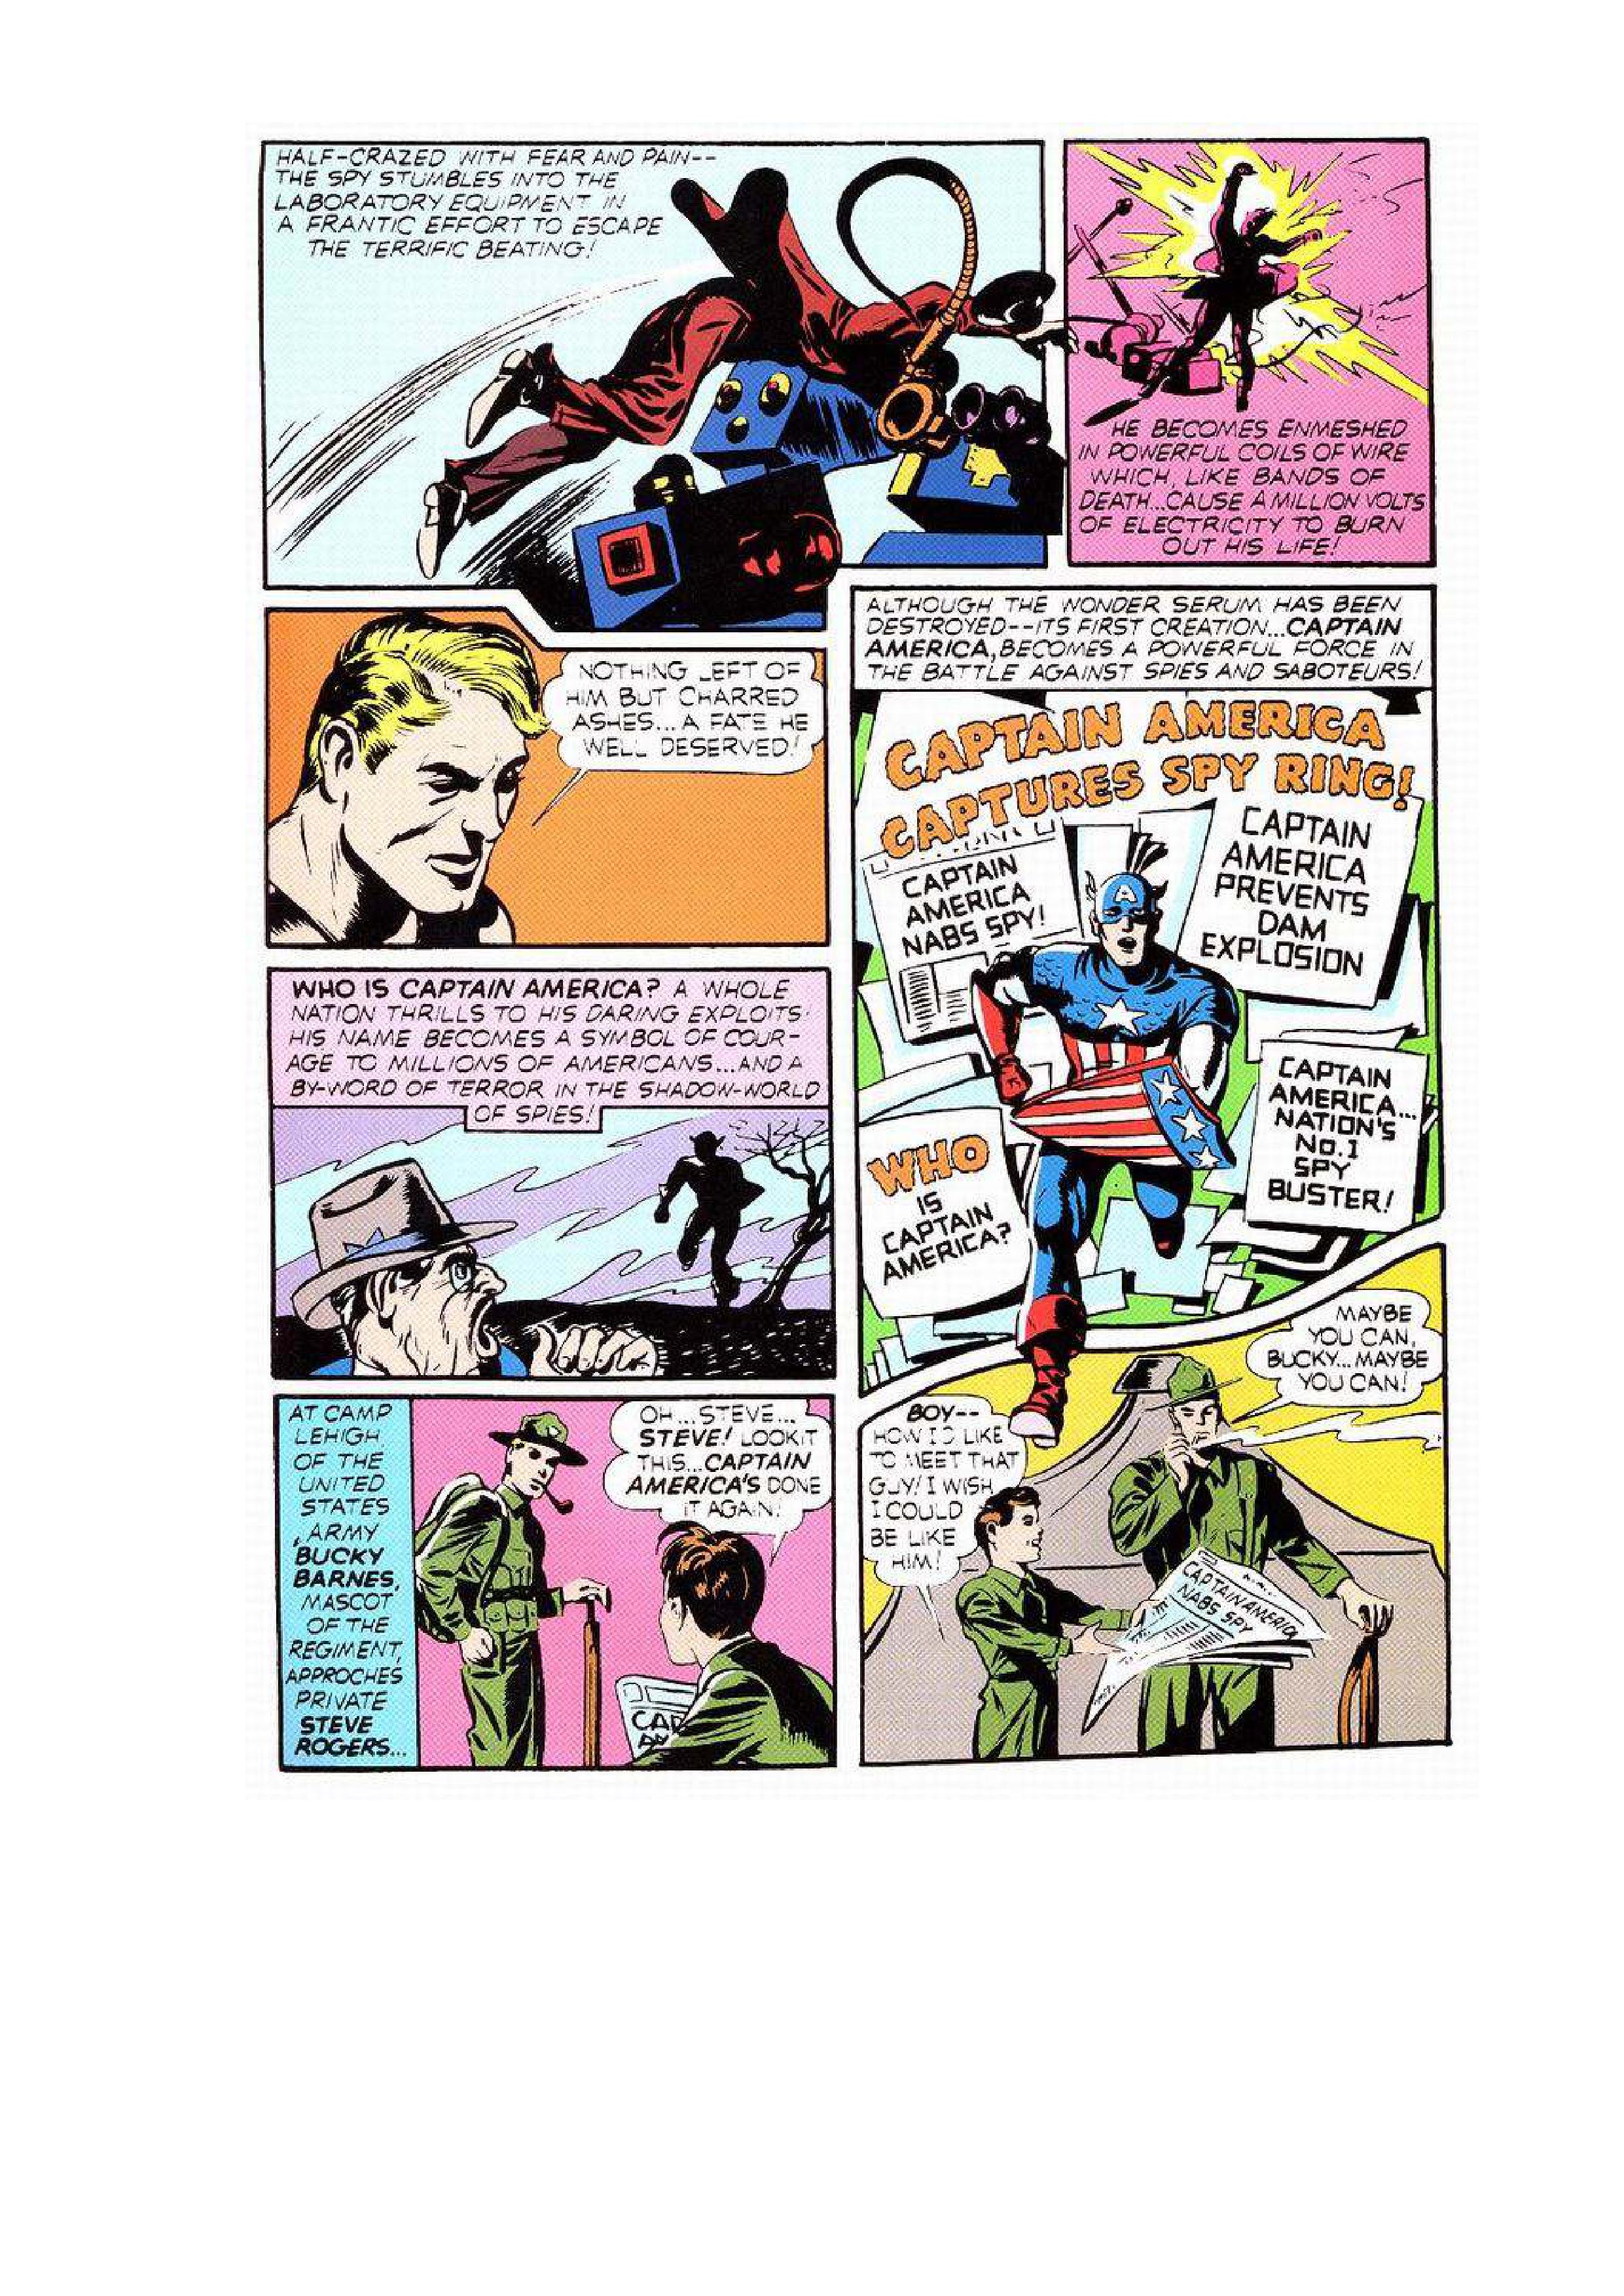 HALF-CRAZED WITH FEAR AND PAIN--
THE SPY STUMBLES INTO THE
LABORATORY EQUIPMENT IN
A FRANTIC EFFORT TO ESCAPE
THE TERRIFIC BEATING!
HE BECOMES ENMESHED
IN POWERFUL COILS OF WIRE
WHICH, LIKE BANDS OF
DEATH...CAUSE A MILLION VOLTS
OF ELECTRICITY TO BURN
OUT HIS LIFE!
NOTHING LEFT OF
HIM BUT CHARRED
ASHES... A FATE HE
WELL DESERVED!
ALTHOUGH THE WONDER SERUM HAS BEEN
DESTROYED--ITS FIRST CREATION...CAPTAIN
AMERICA, BECOMES A POWERFUL FORCE IN
THE BATTLE AGAINST SPIES AND SABOTEURS!
CAPTAIN AMERICA
CAPTURES SPY RING!
CAPTAIN
AMERICA
NABS SPY!
CAPTAIN
AMERICA
PREVENTS
DAM
EXPLOSION
A
CAPTAIN
AMERICA...
NATION'S
NO.1
SPY
BUSTER!
WHO
IS
CAPTAIN
AMERICA?
WHO IS CAPTAIN AMERICA? A WHOLE
NATION THRILLS TO HIS DARING EXPLOITS.
HIS NAME BECOMES A SYMBOL OF COUR-
AGE TO MILLIONS OF AMERICANS...AND A
BY-WORD OF TERROR IN THE SHADOW-WORLD
OF SPIES!
AT CAMP
LEHIGH
OF THE
UNITED
STATES
ARMY
BUCKY
BARNES,
MASCOT
OF THE
REGIMENT,
APPROCHES
PRIVATE
STEVE
ROGERS...
OH...STEVE...
STEVE! LOOKIT
THIS...CAPTAIN
AMERICA'S DONE
IT AGAIN!
CAP
BOY--
HOW I'D LIKE
TO MEET THAT
GUY! I WISH
I COULD
BE LIKE
HIM!
MAYBE
YOU CAN,
BUCKY...MAYBE
YOU CAN!
CAPTAIN AMERICA
NABS SPY